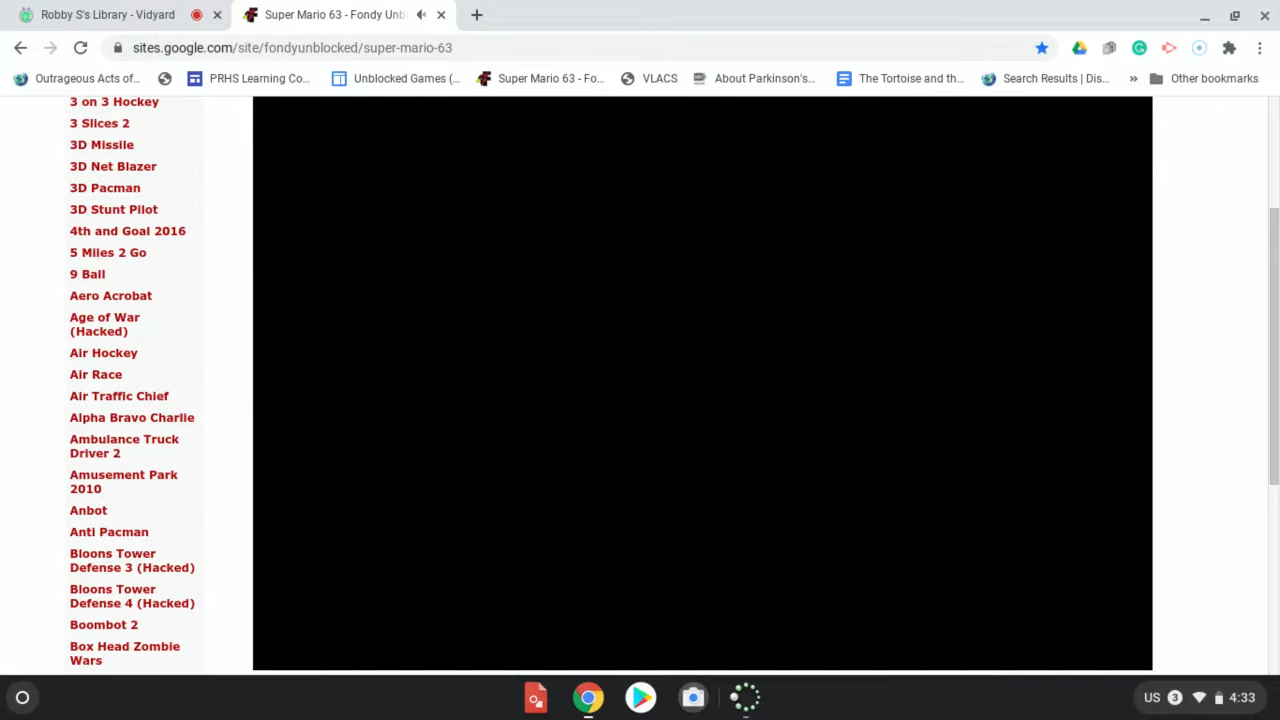 Robby S's Library - Vidyard
Super Mario 63 - Fondy Unb
sites.google.com/site/fondyunblocked/super-mario-63
Outrageous Acts of...
PRHS Learning Co...
Unblocked Games (...
Super Mario 63 - Fo...
VLACS
About Parkinson's...
The Tortoise and th...
Search Results | Dis...
» Other bookmarks
3 on 3 Hockey
3 Slices 2
3D Missile
3D Net Blazer
3D Pacman
3D Stunt Pilot
4th and Goal 2016
5 Miles 2 Go
9 Ball
Aero Acrobat
Age of War
(Hacked)
Air Hockey
Air Race
Air Traffic Chief
Alpha Bravo Charlie
Ambulance Truck
Driver 2
Amusement Park
2010
Anbot
Anti Pacman
Bloons Tower
Defense 3 (Hacked)
Bloons Tower
Defense 4 (Hacked)
Boombot 2
Box Head Zombie
Wars
US 3 4:33